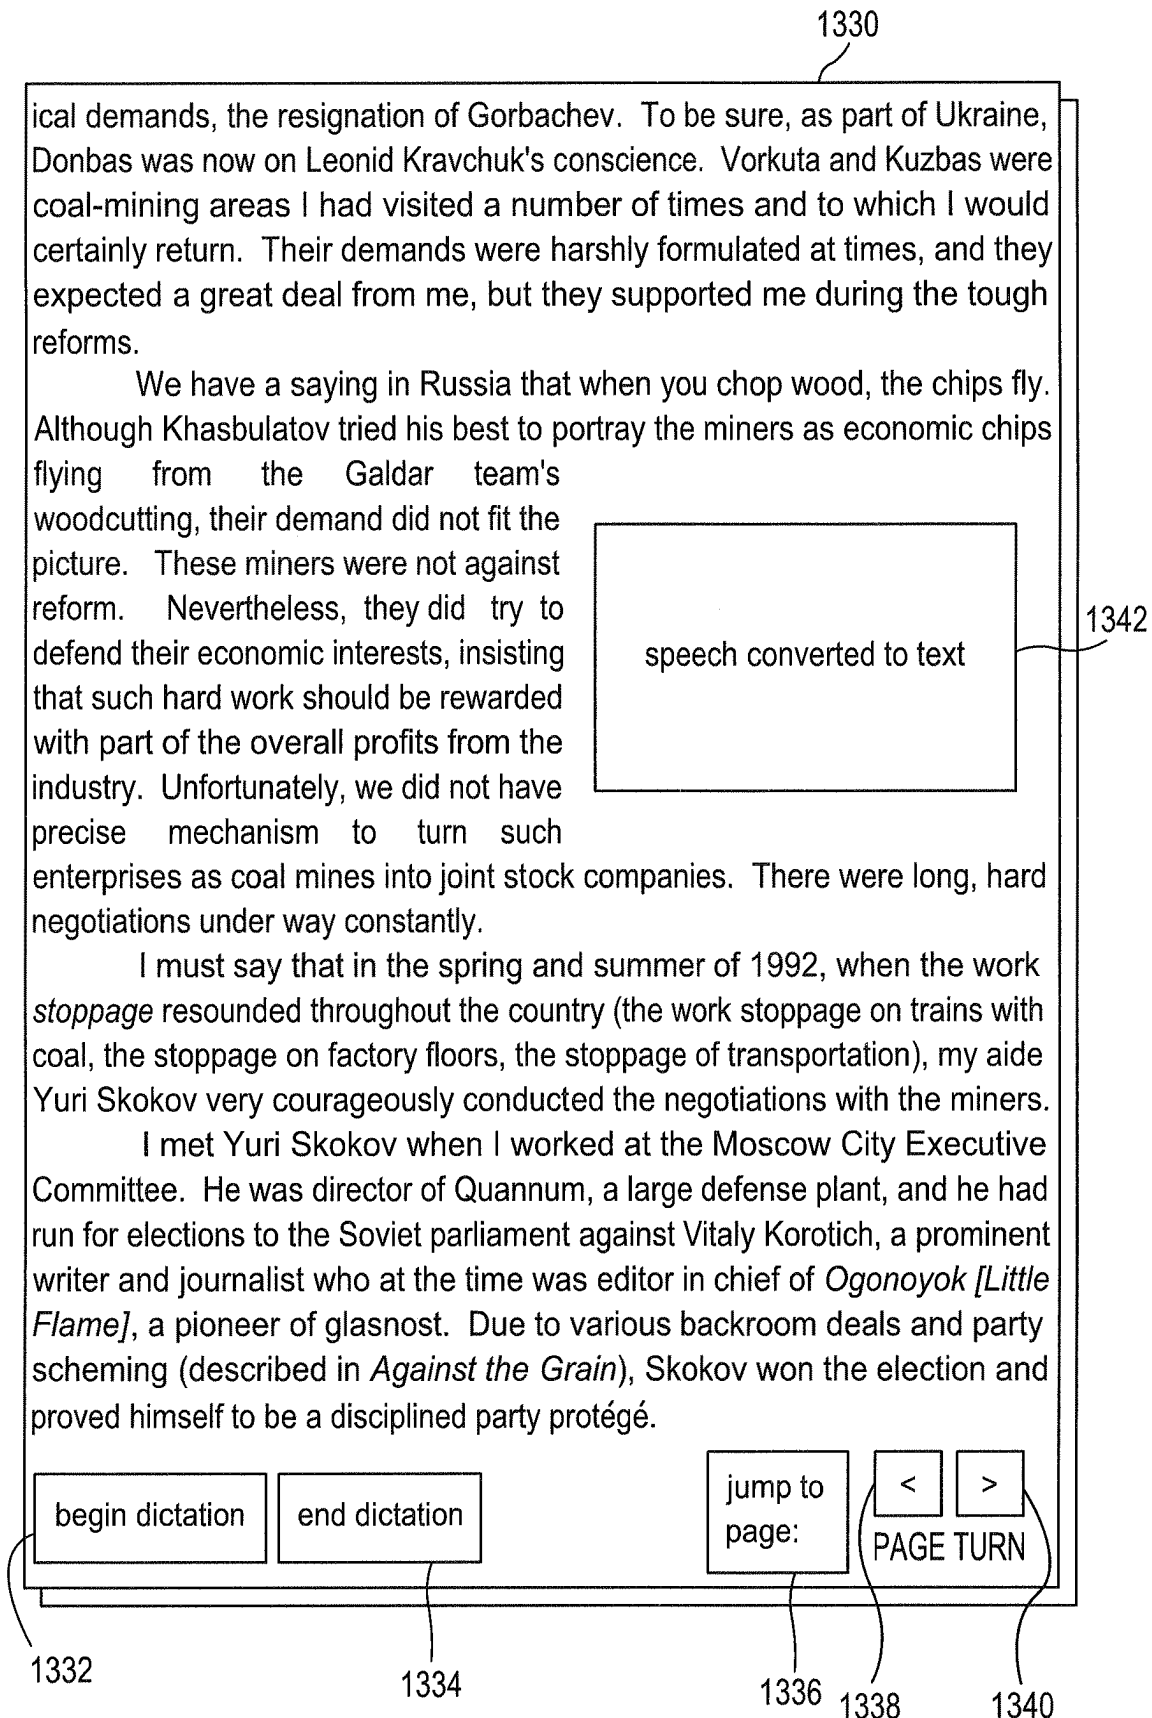 1330
ical demands, the resignation of Gorbachev. To be sure, as part of Ukraine,
Donbas was now on Leonid Kravchuk's conscience. Vorkuta and Kuzbas were
coal-mining areas I had visited a number of times and to which I would
certainly return. Their demands were harshly formulated at times, and they
expected a great deal from me, but they supported me during the tough
reforms.
We have a saying in Russia that when you chop wood, the chips fly.
Although Khasbulatov tried his best to portray the miners as economic chips
flying from the Galdar team's
woodcutting, their demand did not fit the
picture. These miners were not against
reform. Nevertheless, they did try to
defend their economic interests, insisting
that such hard work should be rewarded
with part of the overall profits from the
industry. Unfortunately, we did not have
precise mechanism to turn such
speech converted to text
1342
enterprises as coal mines into joint stock companies. There were long, hard
negotiations under way constantly.
I must say that in the spring and summer of 1992, when the work
stoppage resounded throughout the country (the work stoppage on trains with
coal, the stoppage on factory floors, the stoppage of transportation), my aide
Yuri Skokov very courageously conducted the negotiations with the miners.
I met Yuri Skokov when I worked at the Moscow City Executive
Committee. He was director of Quannum, a large defense plant, and he had
run for elections to the Soviet parliament against Vitaly Korotich, a prominent
writer and journalist who at the time was editor in chief of Ogonoyok [Little
Flame], a pioneer of glasnost. Due to various backroom deals and party
scheming (described in Against the Grain), Skokov won the election and
proved himself to be a disciplined party protégé.
begin dictation
end dictation
jump to
page:
<
>
PAGE TURN
1332
1334
1336
1338
1340